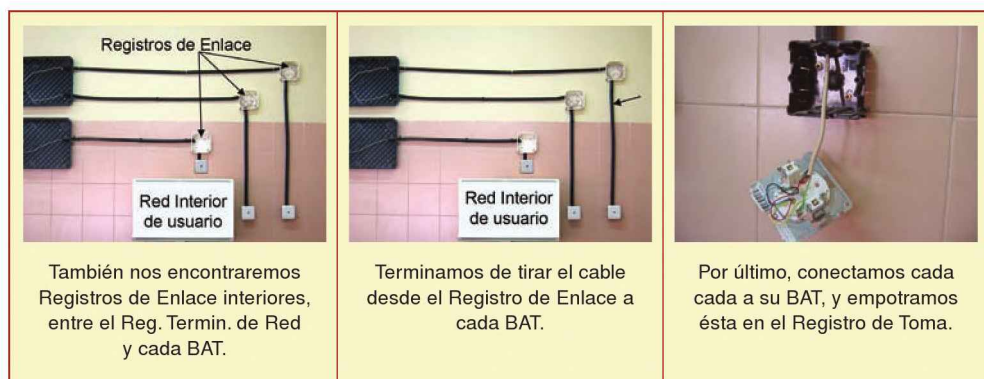 Registros de Enlace
Red Interior
de usuario
También nos encontraremos
Registros de Enlace interiores,
entre el Reg. Termin. de Red
y cada BAT.
Red Interior
de usuario
Terminamos de tirar el cable
desde el Registro de Enlace a
cada BAT.
Por último, conectamos cada
cada a su BAT, y empotramos
ésta en el Registro de Toma.